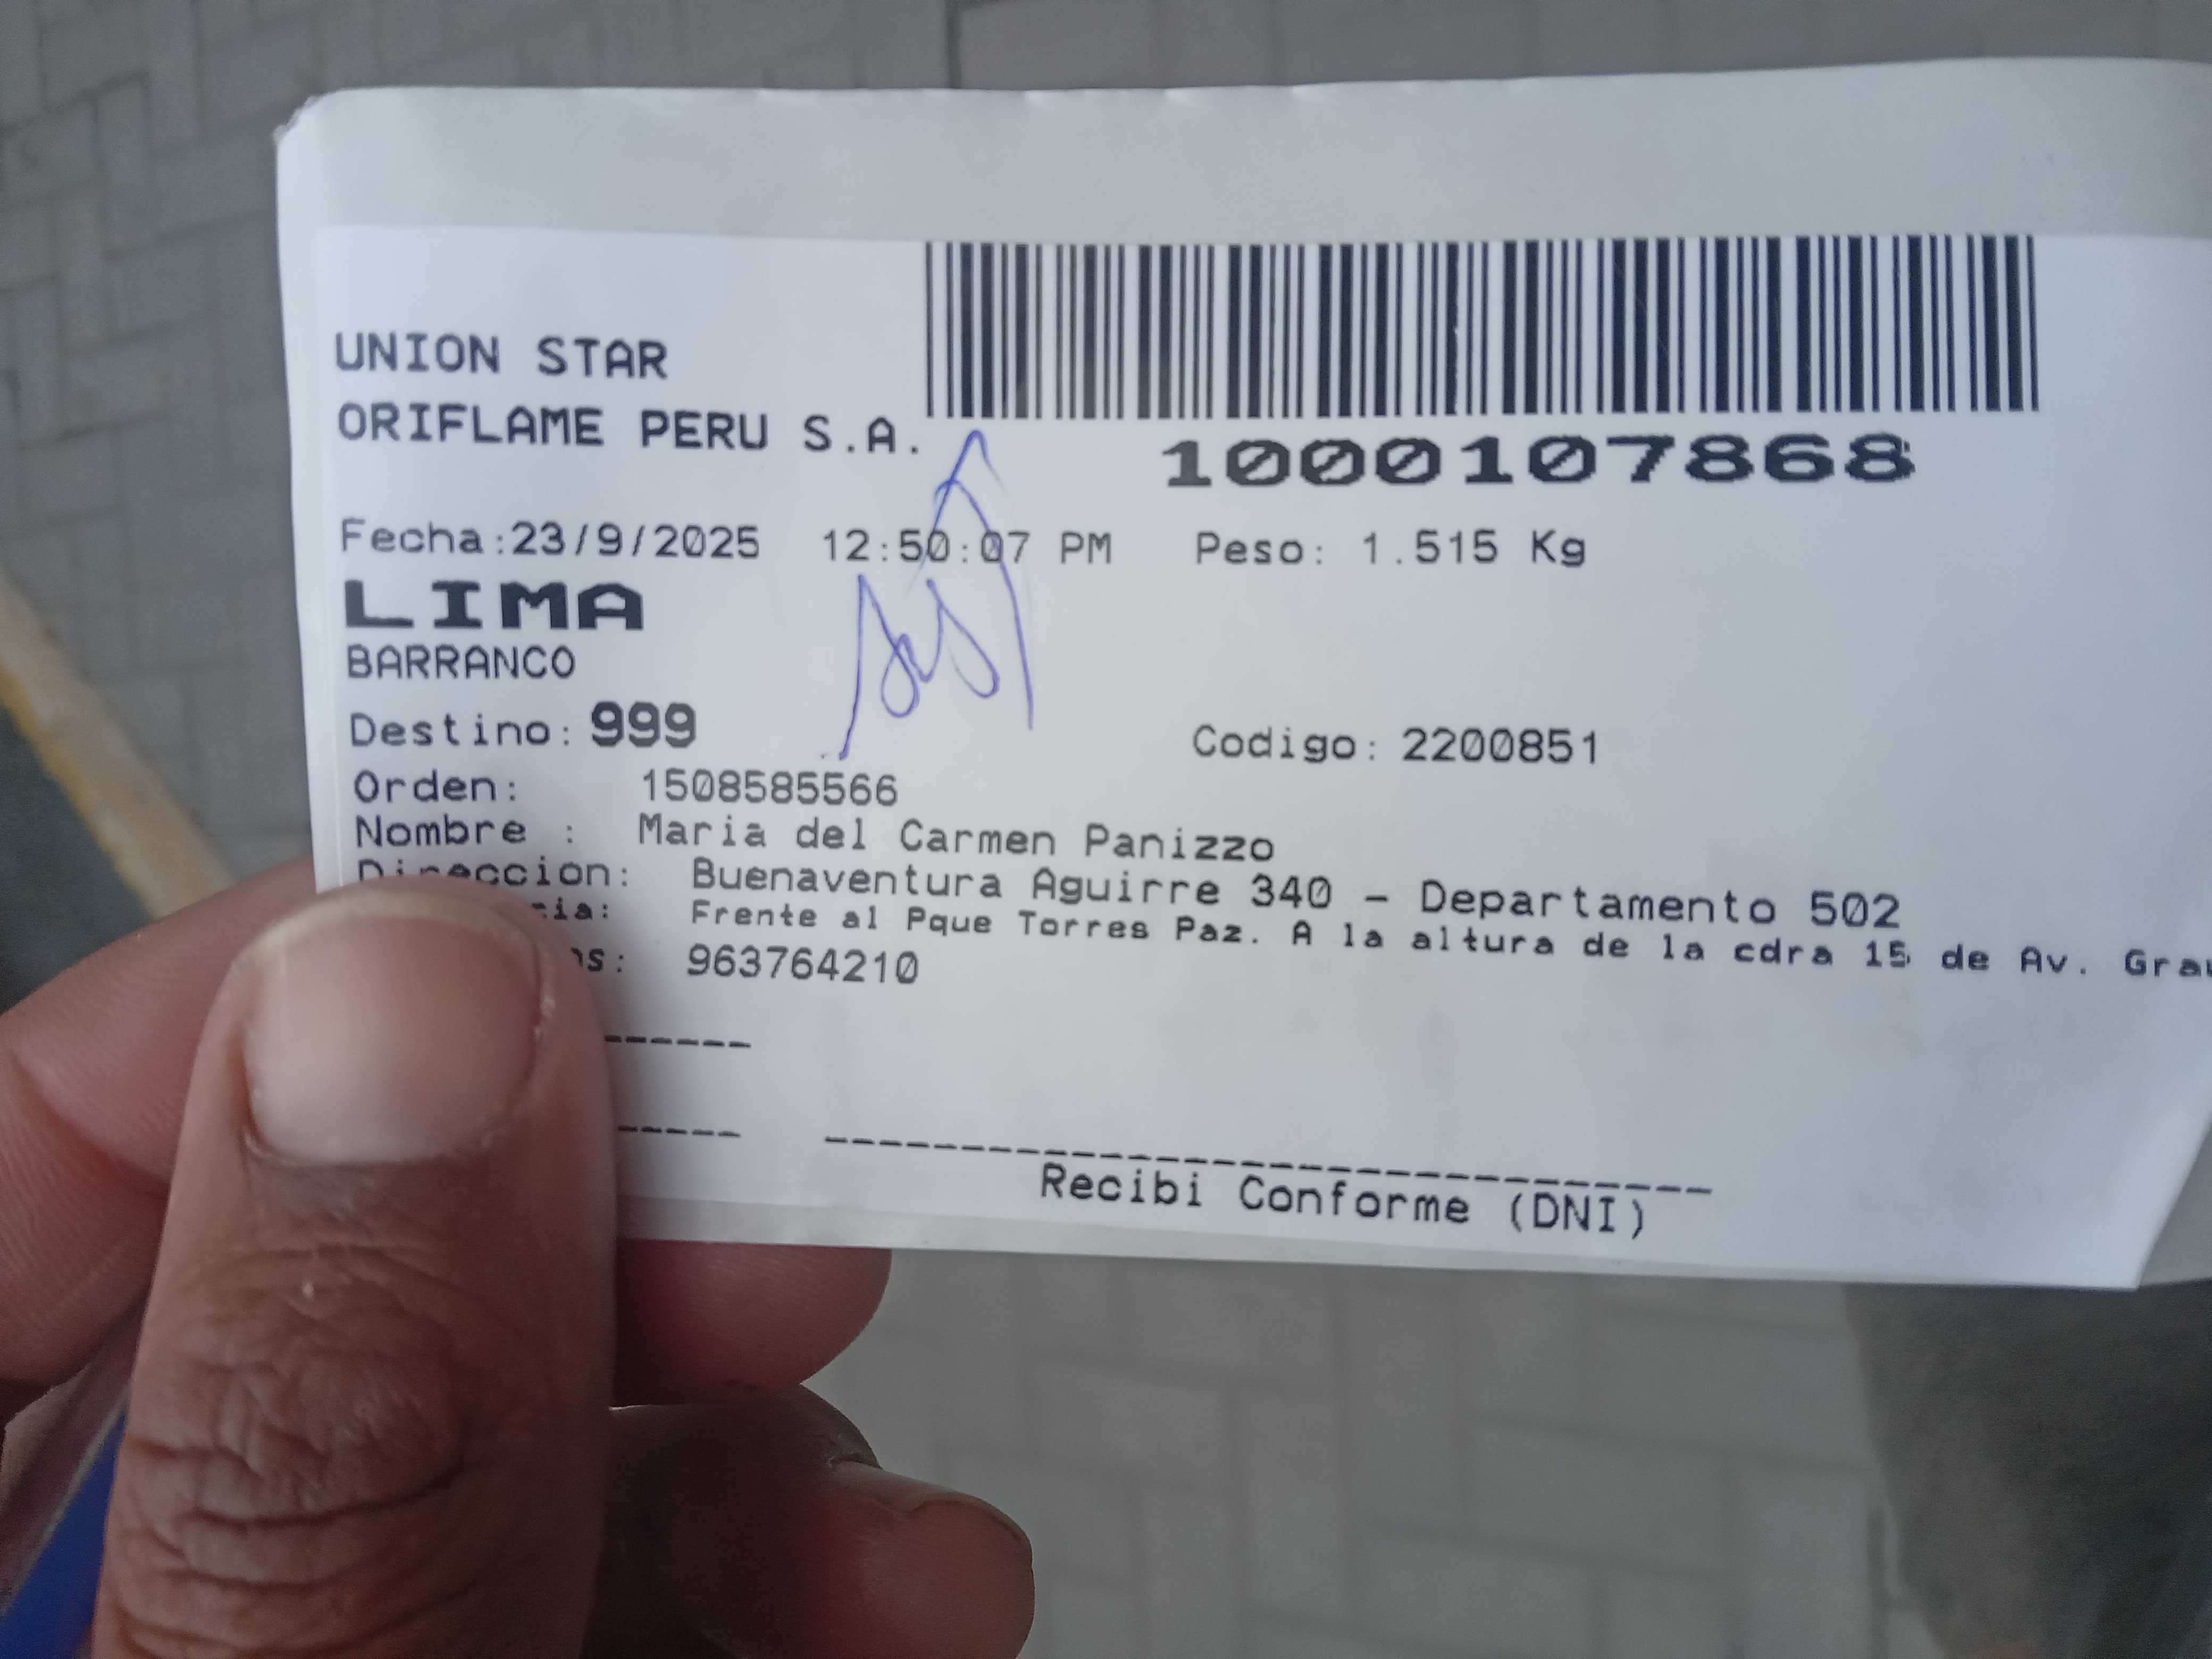 UNION STAR
ORIFLAME PERU S.A.
1000107868
Fecha:23/9/2025 12:50:07 PM Peso: 1.515 Kg
LIMA
BARRANCO
Destino: 999 Codigo: 2200851
Orden: 1508585566
Nombre : Maria del Carmen Panizzo
Direccion: Buenaventura Aguirre 340 - Departamento 502
Frente al Pque Torres Paz. A la altura de la cdra 15 de Av. Grau
963764210
Recibi Conforme (DNI)